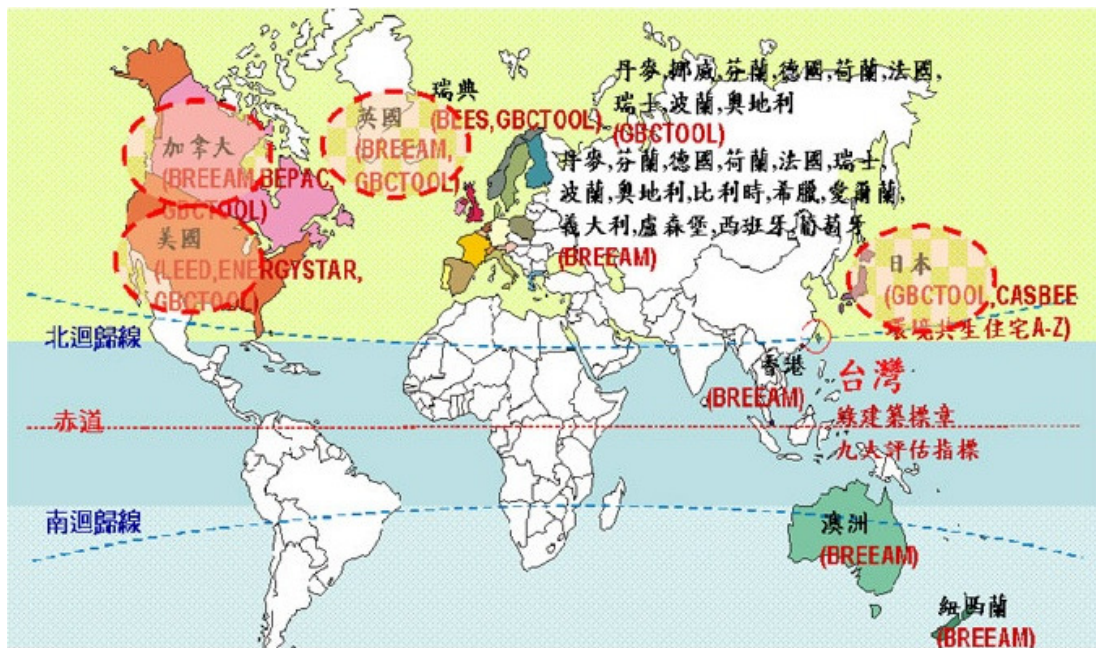 丹麥,挪威,芬蘭,德國,荷蘭,法國,
瑞士,波蘭,奧地利
(GBCTOOL)
瑞典
(BEES,GBCTOOL)
英國
(BREEAM,
GBCTOOL)
加拿大
(BREEAM,BEPAC,
GBCTOOL)
丹麥,芬蘭,德國,荷蘭,法國,瑞士,
波蘭,奧地利,比利時,希臘,愛爾蘭,
義大利,盧森堡,西班牙,葡萄牙
(BREEAM)
美國
(LEED,ENERGYSTAR,
GBCTOOL)
日本
(GBCTOOL,CASBEE
環境共生住宅A-Z)
北迴歸線
香港
(BREEAM)
台灣
綠建築標章
九大評估指標
赤道
南迴歸線
澳洲
(BREEAM)
紐西蘭
(BREEAM)